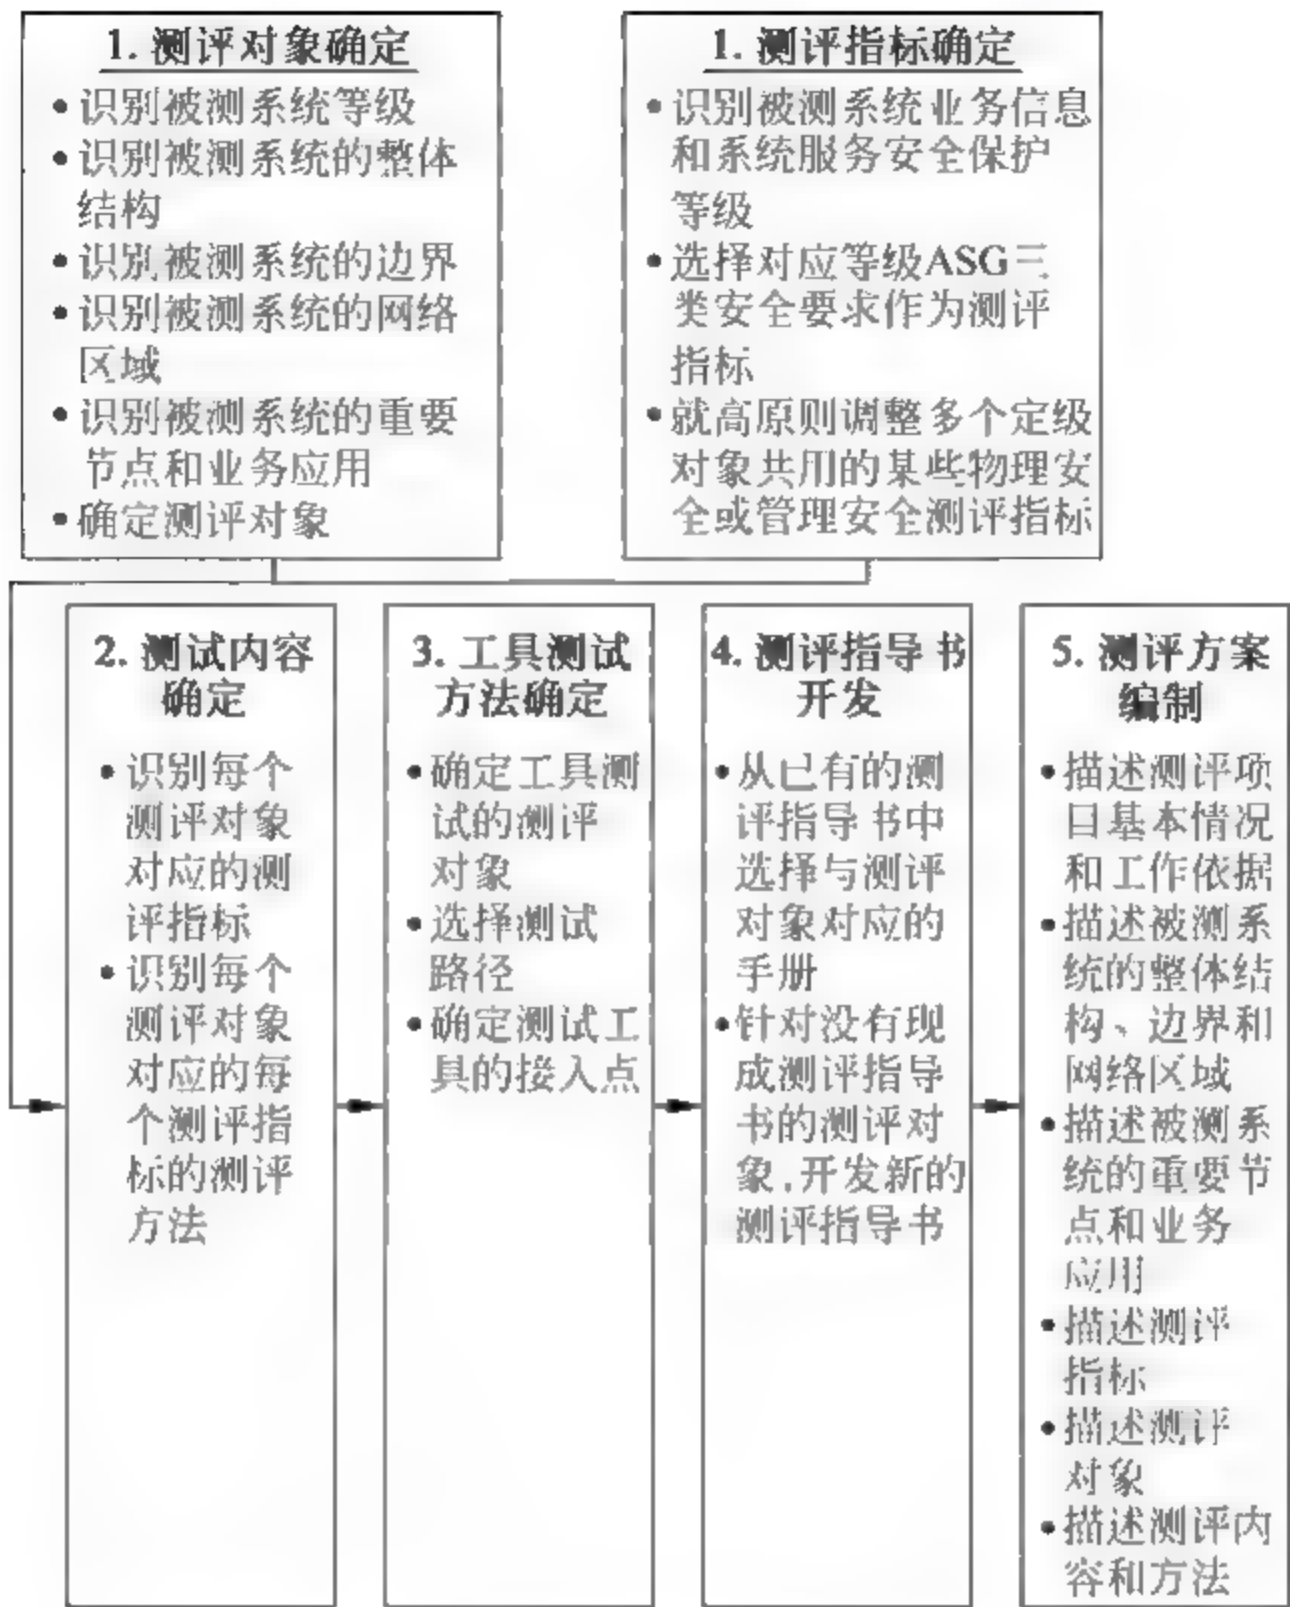 1. 测评对象确定
• 识别被测系统等级
• 识别被测系统的整体
结构
• 识别被测系统的边界
• 识别被测系统的网络
区域
• 识别被测系统的重要
节点和业务应用
• 确定测评对象
1. 测评指标确定
• 识别被测系统业务信息
和系统服务安全保护
等级
• 选择对应等级ASG三
类安全要求作为测评
指标
• 就高原则调整多个定级
对象共用的某些物理安
全或管理安全测评指标
2. 测试内容
确定
• 识别每个
测评对象
对应的测
评指标
• 识别每个
测评对象
对应的每
个测评指
标的测评
方法
3. 工具测试
方法确定
• 确定工具测
试的测评
对象
• 选择测试
路径
• 确定测试工
具的接入点
4. 测评指导书
开发
• 从已有的测
评指导书中
选择与测评
对象对应的
手册
• 针对没有现
成测评指导
书的测评对
象,开发新的
测评指导书
5. 测评方案
编制
• 描述测评项
目基本情况
和工作依据
• 描述被测系
统的整体结
构、边界和
网络区域
• 描述被测系
统的重要节
点和业务
应用
• 描述测评
指标
• 描述测评
对象
• 描述测评内
容和方法